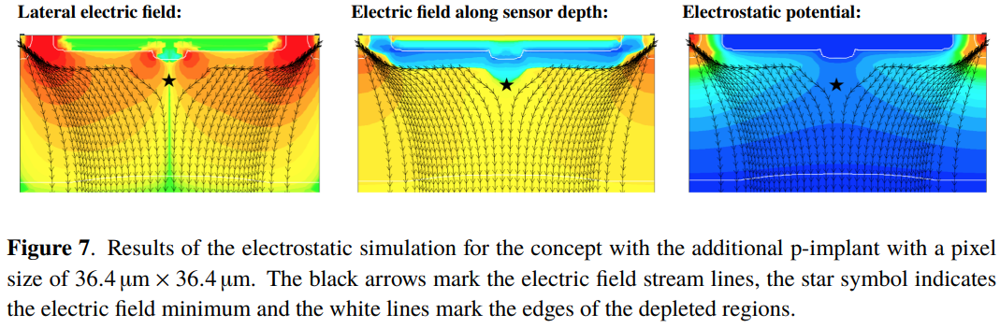 Lateral electric field:
Electric field along sensor depth:
Electrostatic potential:
Figure 7. Results of the electrostatic simulation for the concept with the additional p-implant with a pixel
size of 36.4 µm × 36.4 µm. The black arrows mark the electric field stream lines, the star symbol indicates
the electric field minimum and the white lines mark the edges of the depleted regions.